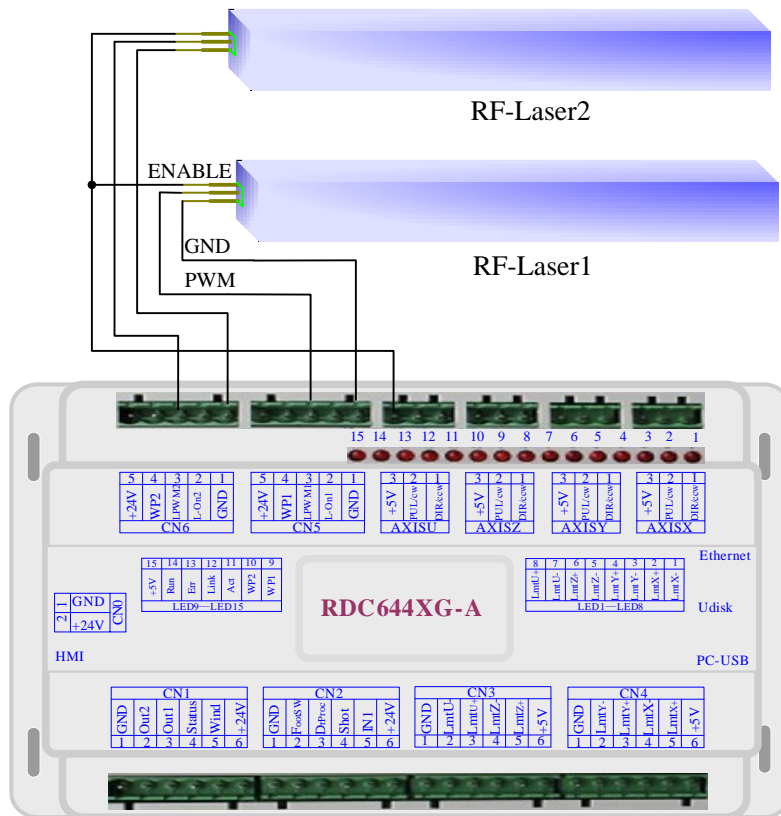 RF-Laser2
ENABLE
GND
PWM
RF-Laser1
15 14 13 12 11 10 9 8 7 6 5 4 3 2 1
5 4 3 2 1
+24V WP2 LPWM2 L-On2 GND
CN6
5 4 3 2 1
+24V WP1 LPWM1 L-On1 GND
CN5
3 2 1
+5V PUL/cw DIR/ccw
AXISU
3 2 1
+5V PUL/cw DIR/ccw
AXISZ
3 2 1
+5V PUL/cw DIR/ccw
AXISY
3 2 1
+5V PUL/cw DIR/ccw
AXISX
Ethernet
15 14 13 12 11 10 9
+5V Run Err Link Act WP2 WP1
LED9—LED15
8 7 6 5 4 3 2 1
LmtU+ LmtU- LmtZ+ LmtZ- LmtY+ LmtY- LmtX+ LmtX-
LED1—LED8
1 GND
2 +24V
CN0
RDC644XG-A
Udisk
HMI
PC-USB
CN1
GND Out2 Out1 Status Wind +24V
1 2 3 4 5 6
CN2
GND FootSW DrProc Shot IN1 +24V
1 2 3 4 5 6
CN3
GND LmtU- LmtU+ LmtZ- LmtZ+ +5V
1 2 3 4 5 6
CN4
GND LmtY- LmtY+ LmtX- LmtX+ +5V
1 2 3 4 5 6